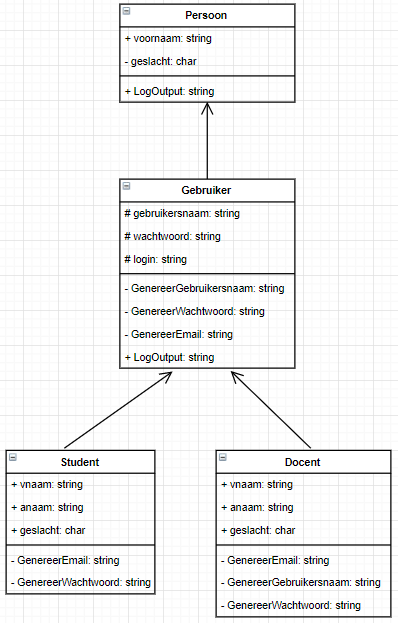 Persoon
+ voornaam: string
- geslacht: char
+ LogOutput: string
Gebruiker
# gebruikersnaam: string
# wachtwoord: string
# login: string
- GenereerGebruikersnaam: string
- GenereerWachtwoord: string
- GenereerEmail: string
+ LogOutput: string
Student
+ vnaam: string
+ anaam: string
+ geslacht: char
- GenereerEmail: string
- GenereerWachtwoord: string
Docent
+ vnaam: string
+ anaam: string
+ geslacht: char
- GenereerEmail: string
- GenereerGebruikersnaam: string
- GenereerWachtwoord: string